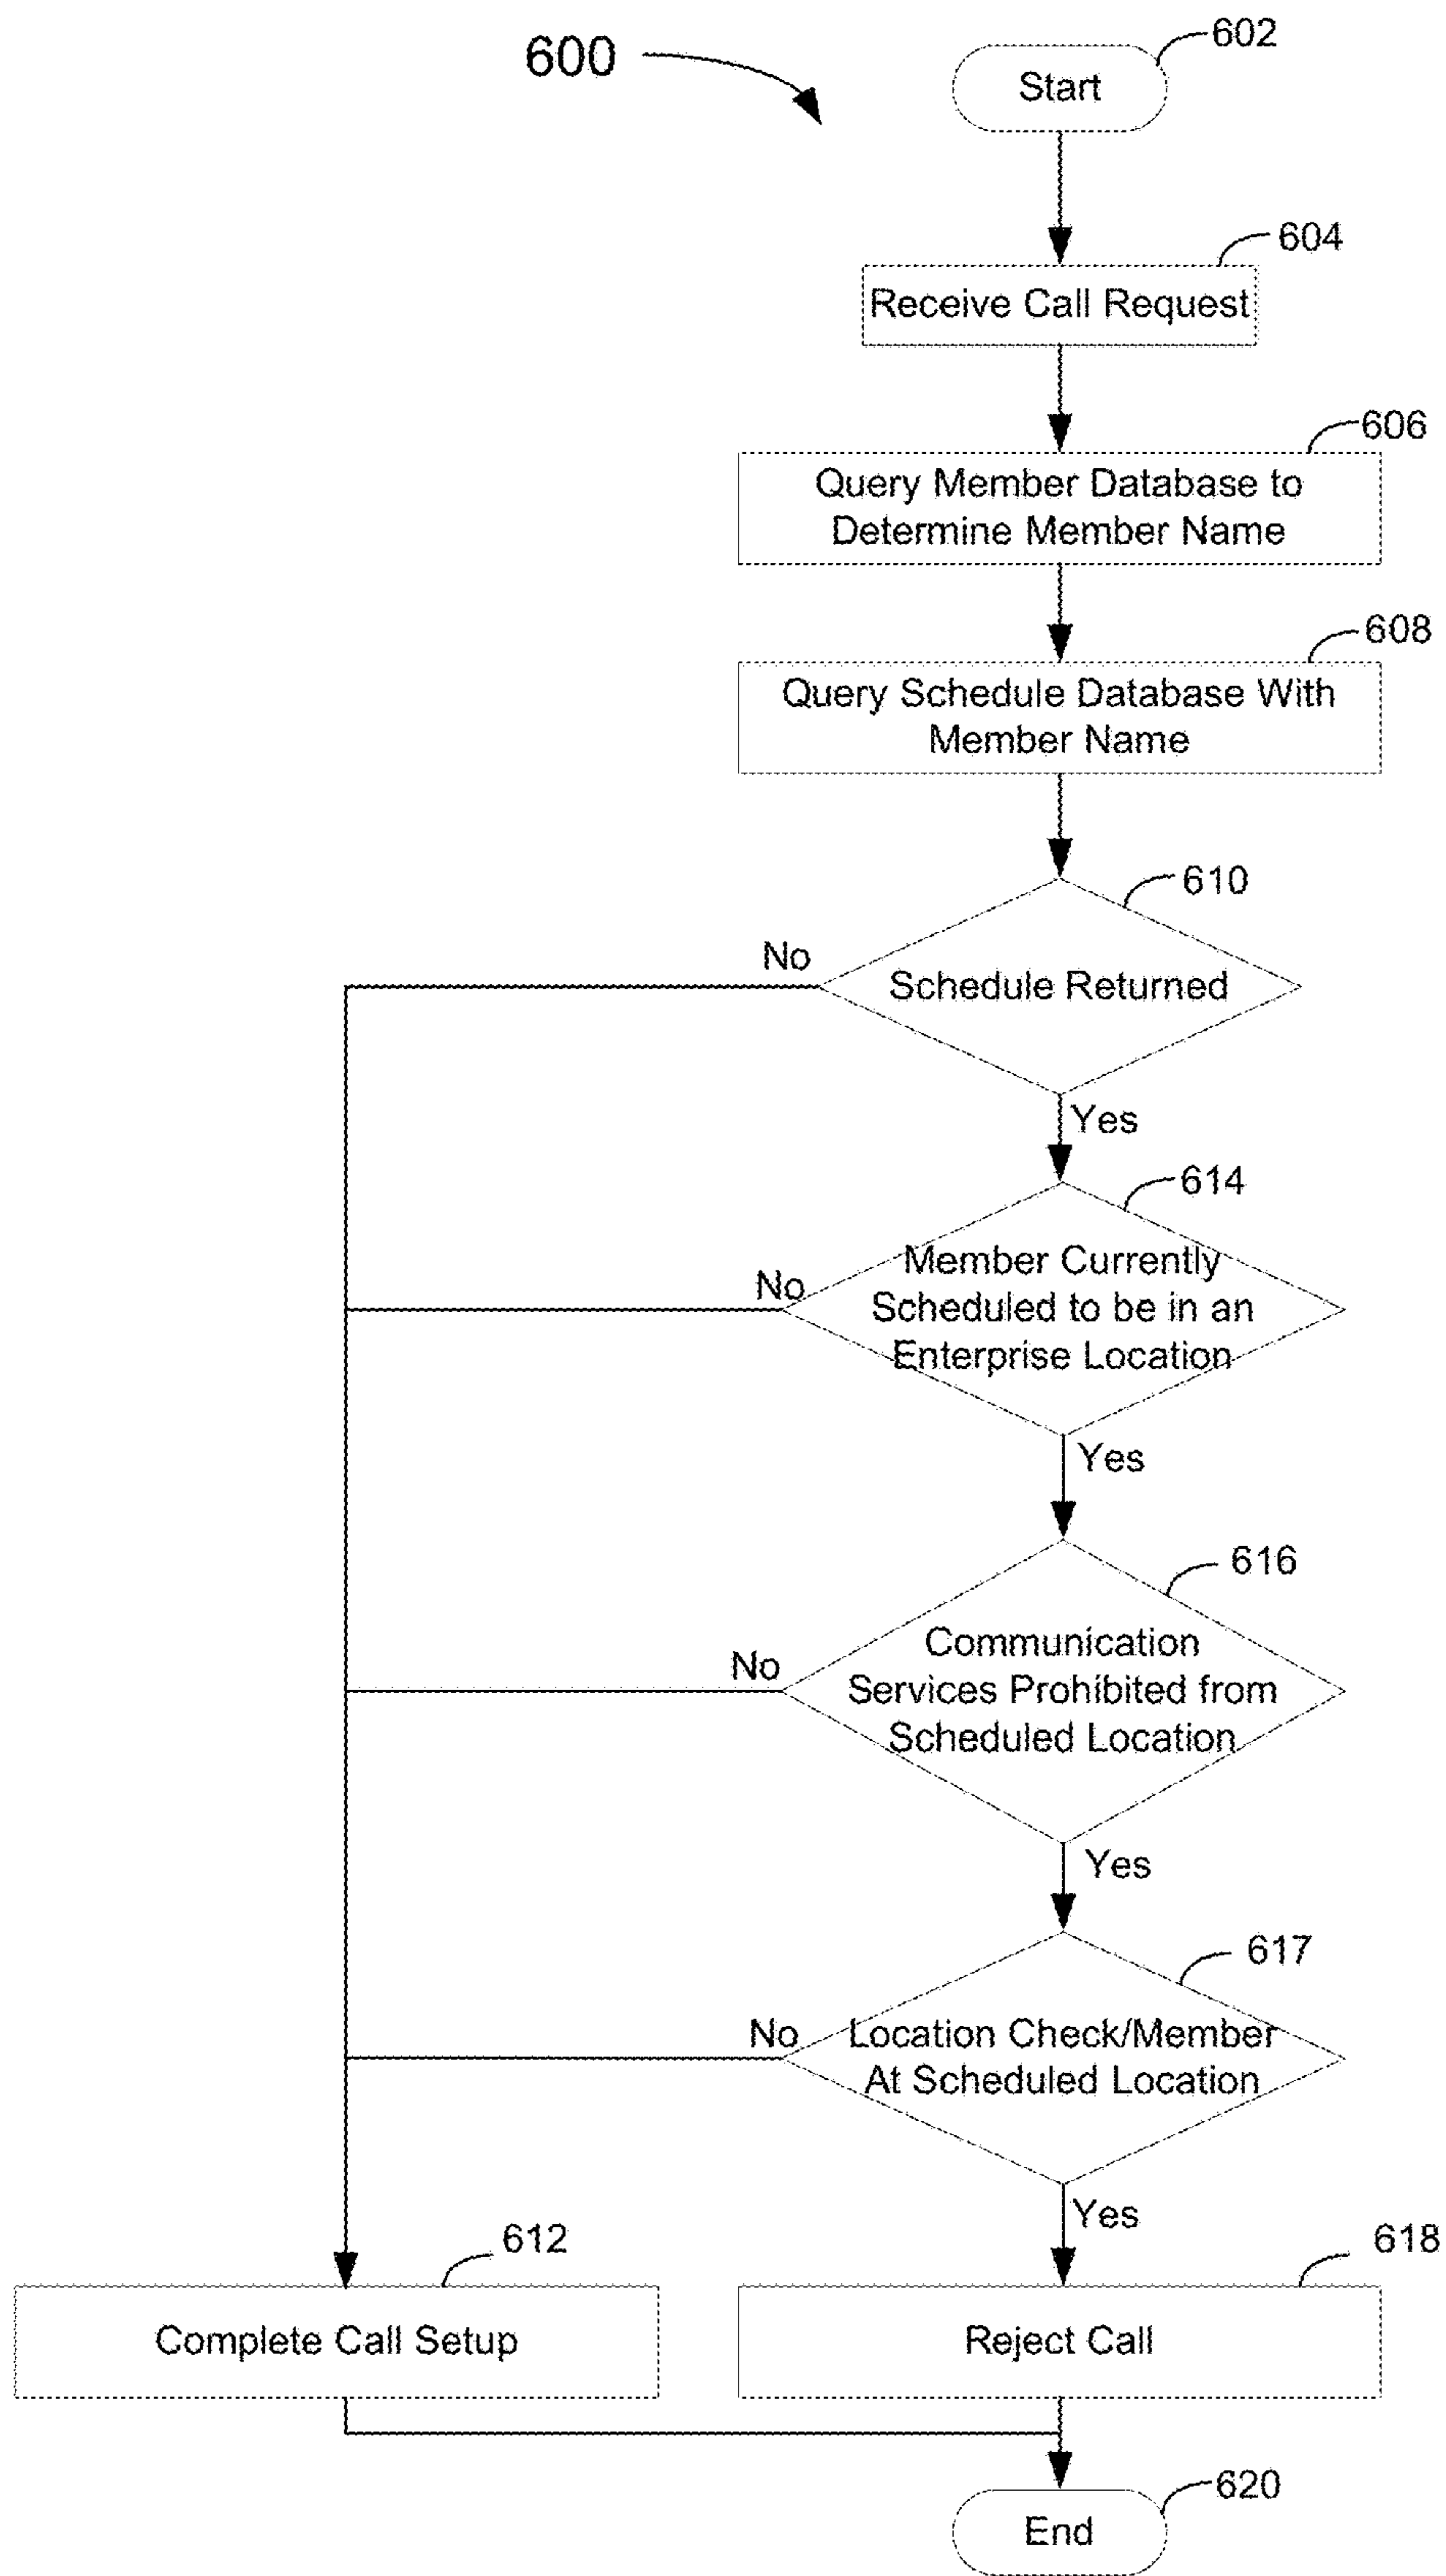 600
602
Start
604
Receive Call Request
606
Query Member Database to
Determine Member Name
608
Query Schedule Database With
Member Name
610
No
Schedule Returned
Yes
614
No
Member Currently
Scheduled to be in an
Enterprise Location
Yes
616
No
Communication
Services Prohibited from
Scheduled Location
Yes
617
No
Location Check/Member
At Scheduled Location
Yes
612
618
Complete Call Setup
Reject Call
620
End